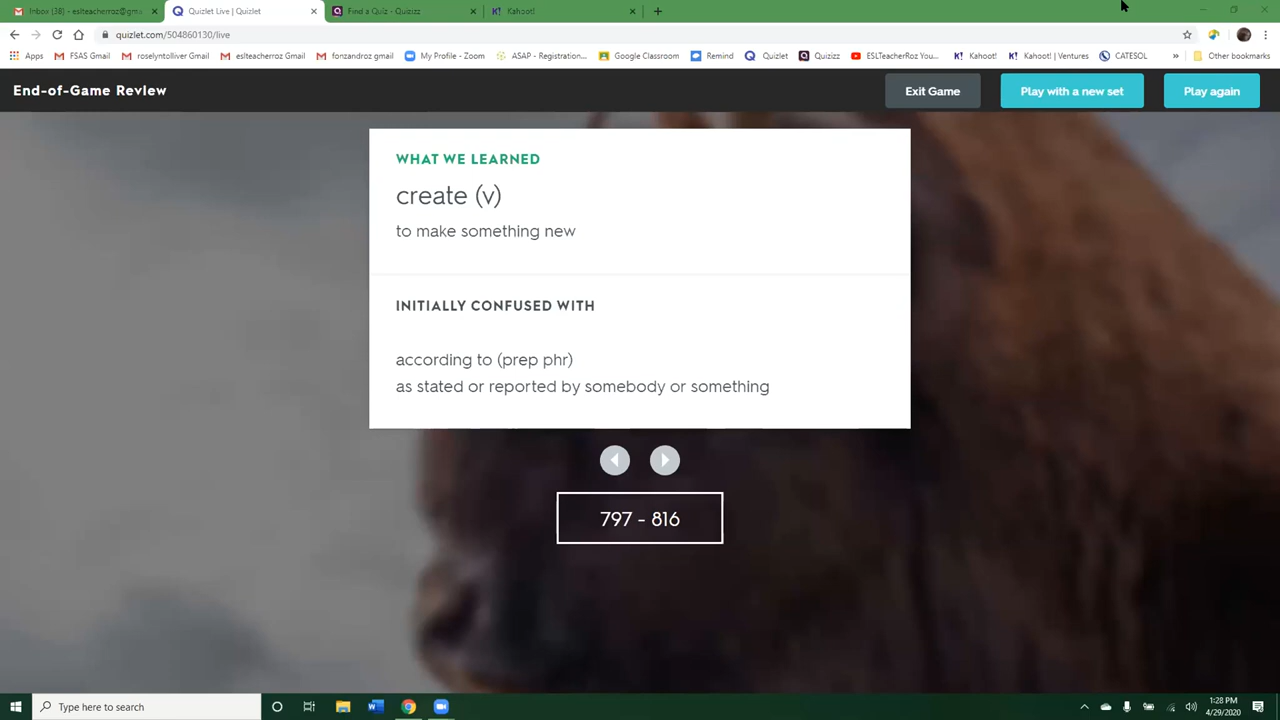 Inbox (38) - eslteacherroz@gma
Quizlet Live | Quizlet
Find a Quiz - Quizizz
Kahoot!
quizlet.com/504860130/live
Apps
FSAS Gmail
roselyntolliver Gmail
eslteacherroz Gmail
fonzandroz gmail
My Profile - Zoom
ASAP - Registration...
Google Classroom
Remind
Quizlet
Quizizz
ESLTeacherRoz You...
Kahoot!
Kahoot! | Ventures
CATESOL
»
Other bookmarks
End-of-Game Review
Exit Game
Play with a new set
Play again
WHAT WE LEARNED
create (v)
to make something new
INITIALLY CONFUSED WITH
according to (prep phr)
as stated or reported by somebody or something
797 - 816
Type here to search
1:28 PM
4/29/2020